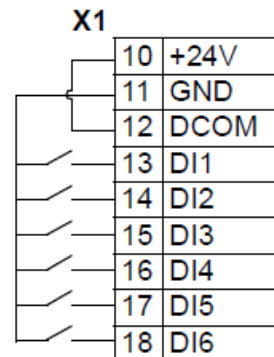 X1
10 +24V
11 GND
12 DCOM
13 DI1
14 DI2
15 DI3
16 DI4
17 DI5
18 DI6